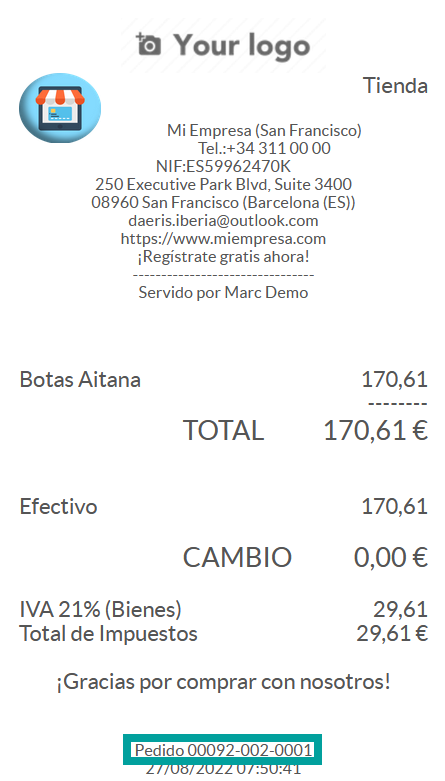 Your logo
Tienda
Mi Empresa (San Francisco)
Tel.:+34 311 00 00
NIF:ES59962470K
250 Executive Park Blvd, Suite 3400
08960 San Francisco (Barcelona (ES))
daeris.iberia@outlook.com
https://www.miempresa.com
¡Regístrate gratis ahora!
--------------------------------
Servido por Marc Demo
Botas Aitana 170,61
--------
TOTAL 170,61 €
Efectivo 170,61
CAMBIO 0,00 €
IVA 21% (Bienes) 29,61
Total de Impuestos 29,61 €
¡Gracias por comprar con nosotros!
Pedido 00092-002-0001
27/08/2022 07:50:41